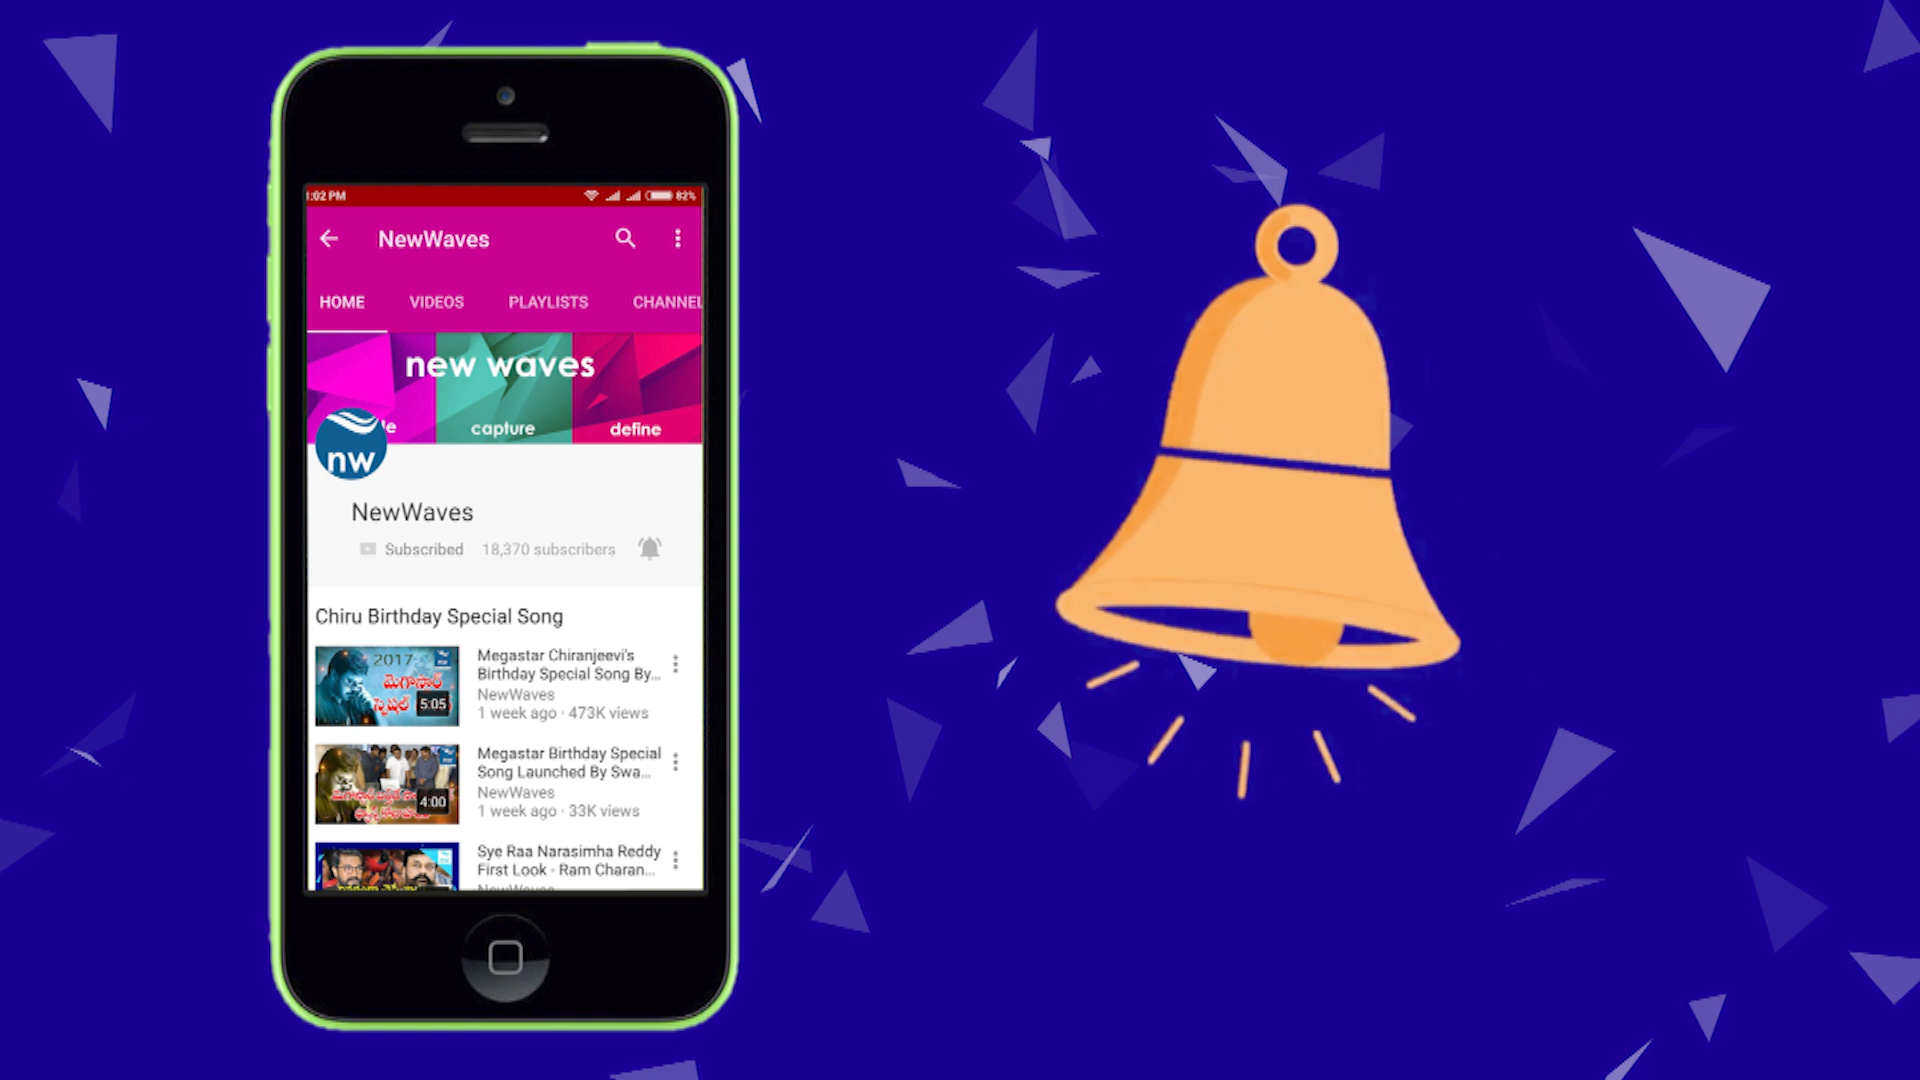 1:02 PM
82%
NewWaves
HOME VIDEOS PLAYLISTS CHANNEL
new waves
capture define
nw
NewWaves
Subscribed 18,370 subscribers
Chiru Birthday Special Song
2017
మెగాస్టార్
స్పెషల్
5:05
Megastar Chiranjeevi's
Birthday Special Song By...
NewWaves
1 week ago · 473K views
4:00
Megastar Birthday Special
Song Launched By Swa...
NewWaves
1 week ago · 33K views
Sye Raa Narasimha Reddy
First Look - Ram Charan...
NewWaves